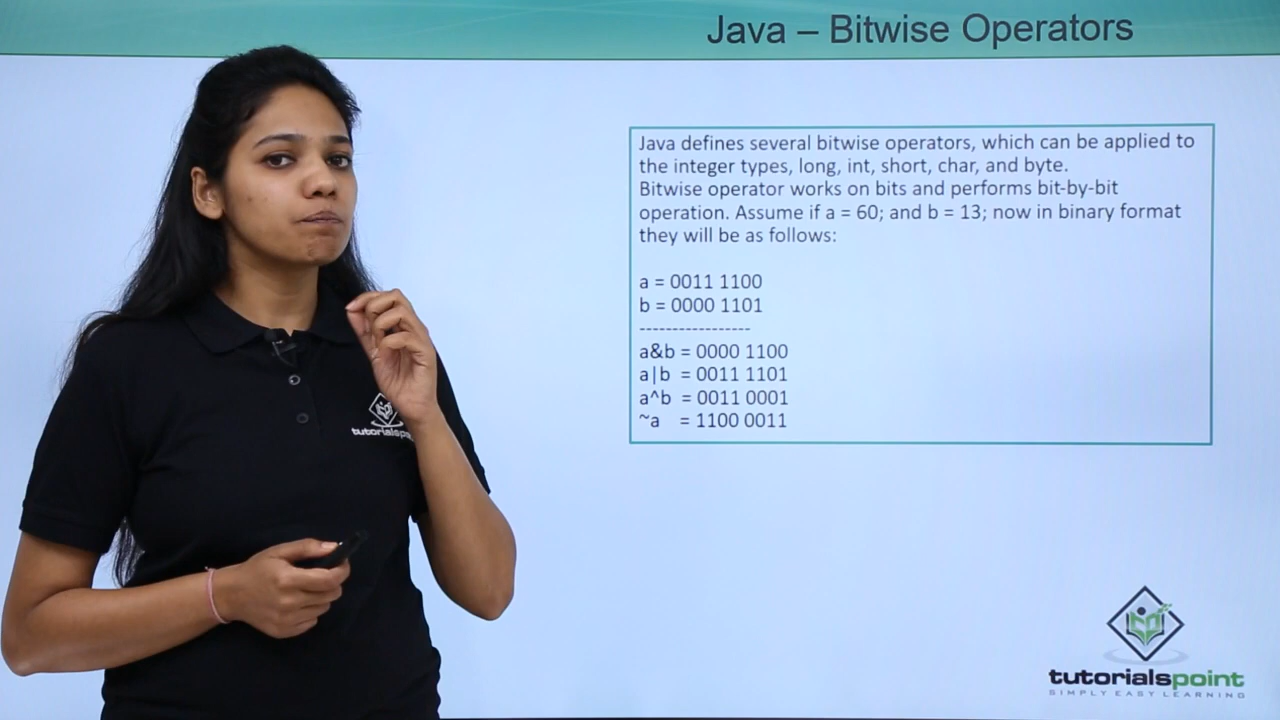 Java – Bitwise Operators
Java defines several bitwise operators, which can be applied to
the integer types, long, int, short, char, and byte.
Bitwise operator works on bits and performs bit-by-bit
operation. Assume if a = 60; and b = 13; now in binary format
they will be as follows:
a = 0011 1100
b = 0000 1101
-----------------
a&b = 0000 1100
a|b = 0011 1101
a^b = 0011 0001
~a = 1100 0011
tutorialspoint
SIMPLY EASY LEARNING